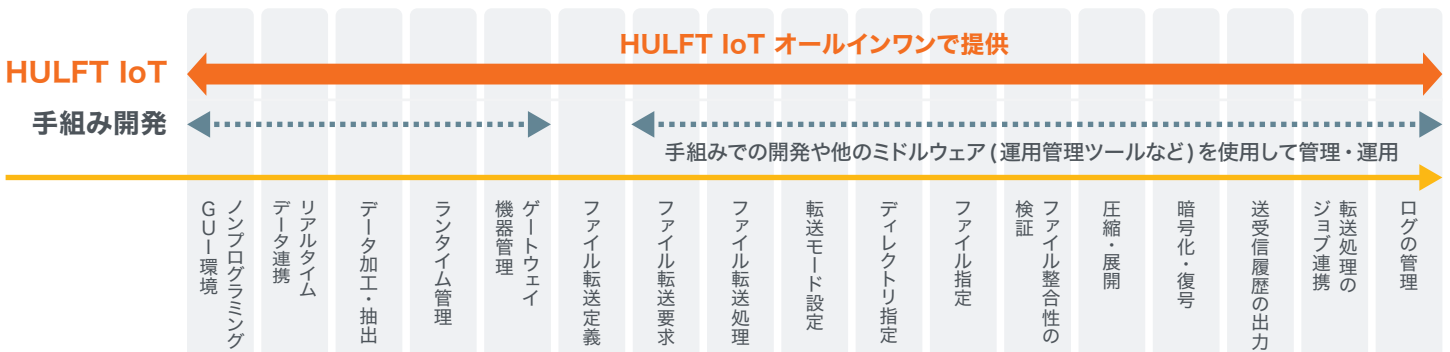 HULFT IoT オールインワンで提供
HULFT IoT
手組み開発
手組みでの開発や他のミドルウェア(運用管理ツールなど)を使用して管理・運用
ノンプログラミング
GUI環境
リアルタイム
データ連携
データ加工・抽出
ランタイム管理
ゲートウェイ
機器管理
ファイル転送定義
ファイル転送要求
ファイル転送処理
転送モード設定
ディレクトリ指定
ファイル指定
ファイル整合性の
検証
圧縮・展開
暗号化・復号
送受信履歴の出力
転送処理の
ジョブ連携
ログの管理